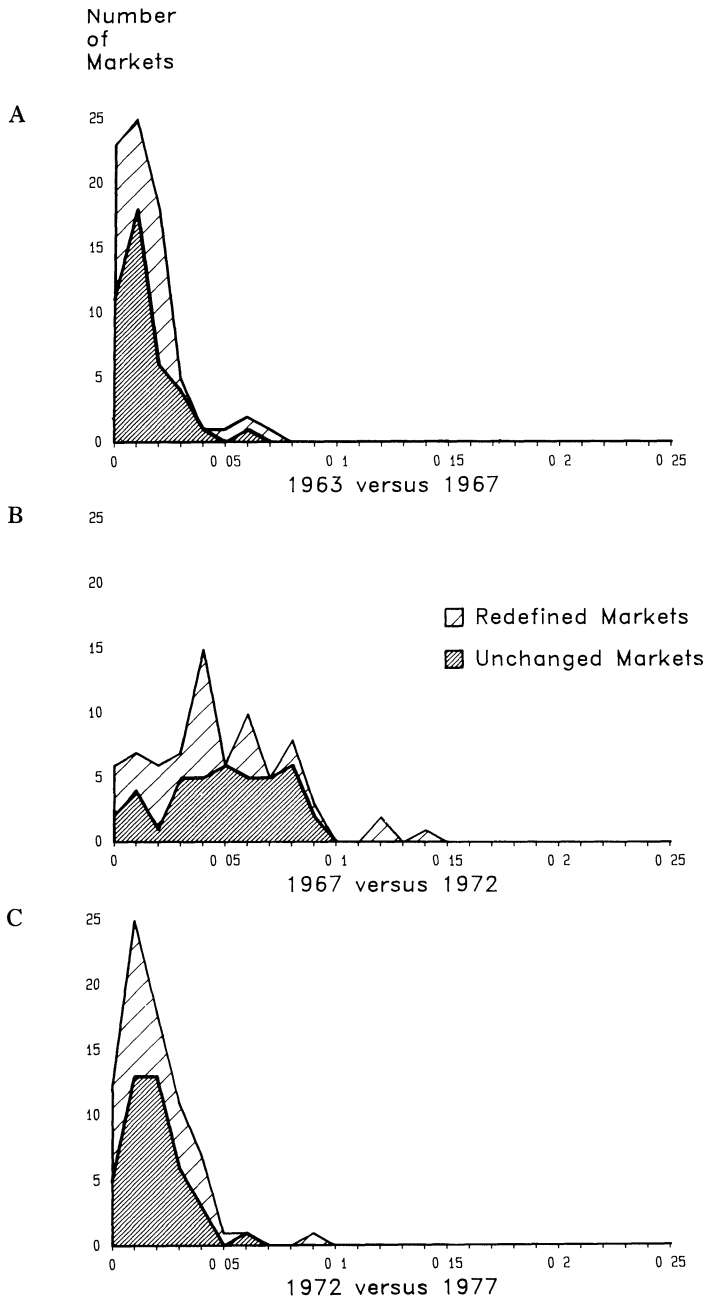 Number
of
Markets
A
25
20
15
10
5
0
0 0 05 0 1 0 15 0 2 0 25
1963 versus 1967
B
25
20
15
10
5
0
Redefined Markets
Unchanged Markets
0 0 05 0 1 0 15 0 2 0 25
1967 versus 1972
C
25
20
15
10
5
0
0 0 05 0 1 0 15 0 2 0 25
1972 versus 1977